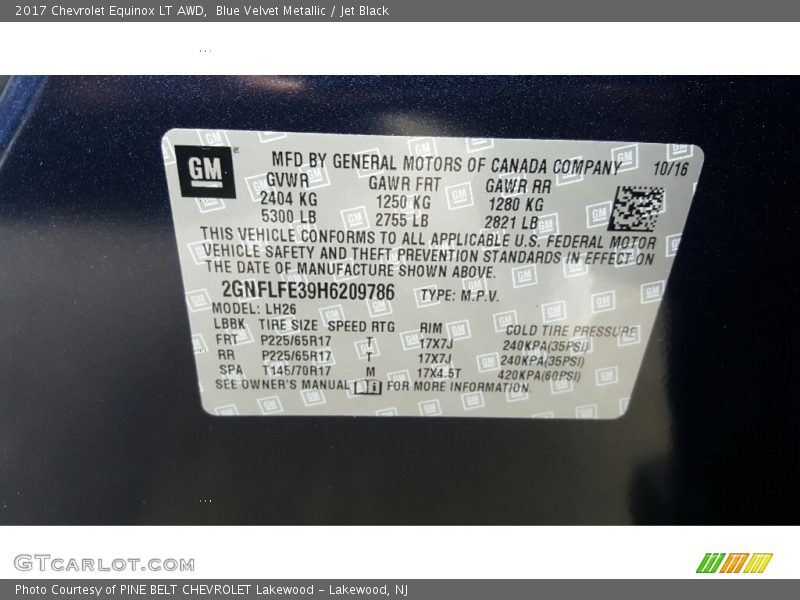 2017 Chevrolet Equinox LT AWD,  Blue Velvet Metallic / Jet Black
GM
MFD BY GENERAL MOTORS OF CANADA COMPANY 10/16
GVWR GAWR FRT GAWR RR
2404 KG 1250 KG 1280 KG
5300 LB 2755 LB 2821 LB
THIS VEHICLE CONFORMS TO ALL APPLICABLE U.S. FEDERAL MOTOR
VEHICLE SAFETY AND THEFT PREVENTION STANDARDS IN EFFECT ON
THE DATE OF MANUFACTURE SHOWN ABOVE.
2GNFLFE39H6209786 TYPE: M.P.V.
MODEL: LH26
LBBK TIRE SIZE SPEED RTG RIM COLD TIRE PRESSURE
FRT P225/65R17 T 17X7J 240KPA(35PSI)
RR P225/65R17 T 17X7J 240KPA(35PSI)
SPA T145/70R17 M 17X4.5T 420KPA(60PSI)
SEE OWNER'S MANUAL i FOR MORE INFORMATION.
GTCARLOT.COM
Photo Courtesy of PINE BELT CHEVROLET Lakewood - Lakewood, NJ